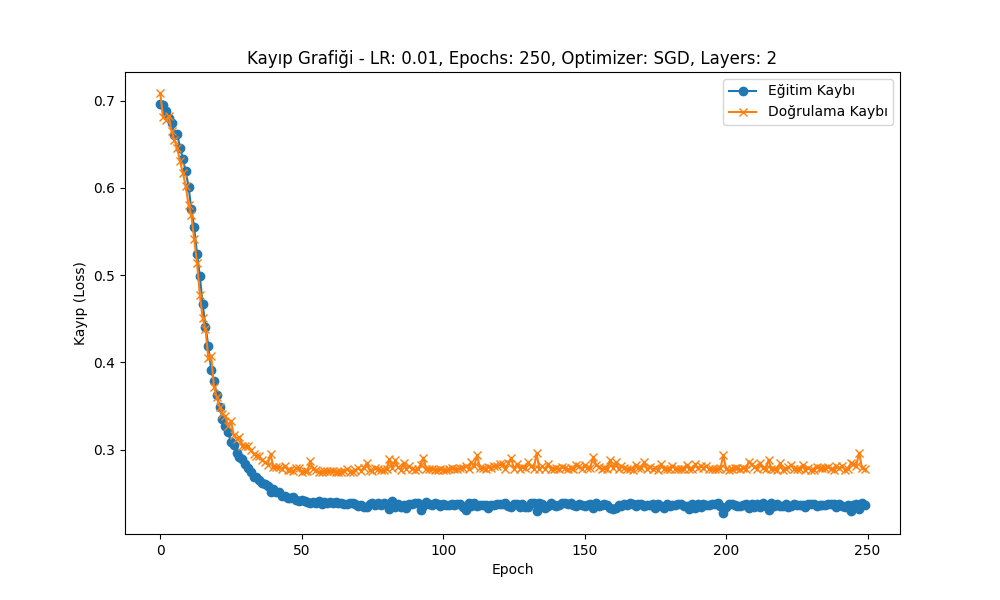 Kayıp Grafiği - LR: 0.01, Epochs: 250, Optimizer: SGD, Layers: 2
Eğitim Kaybı
Doğrulama Kaybı
Kayıp (Loss)
0.7
0.6
0.5
0.4
0.3
0 50 100 150 200 250
Epoch